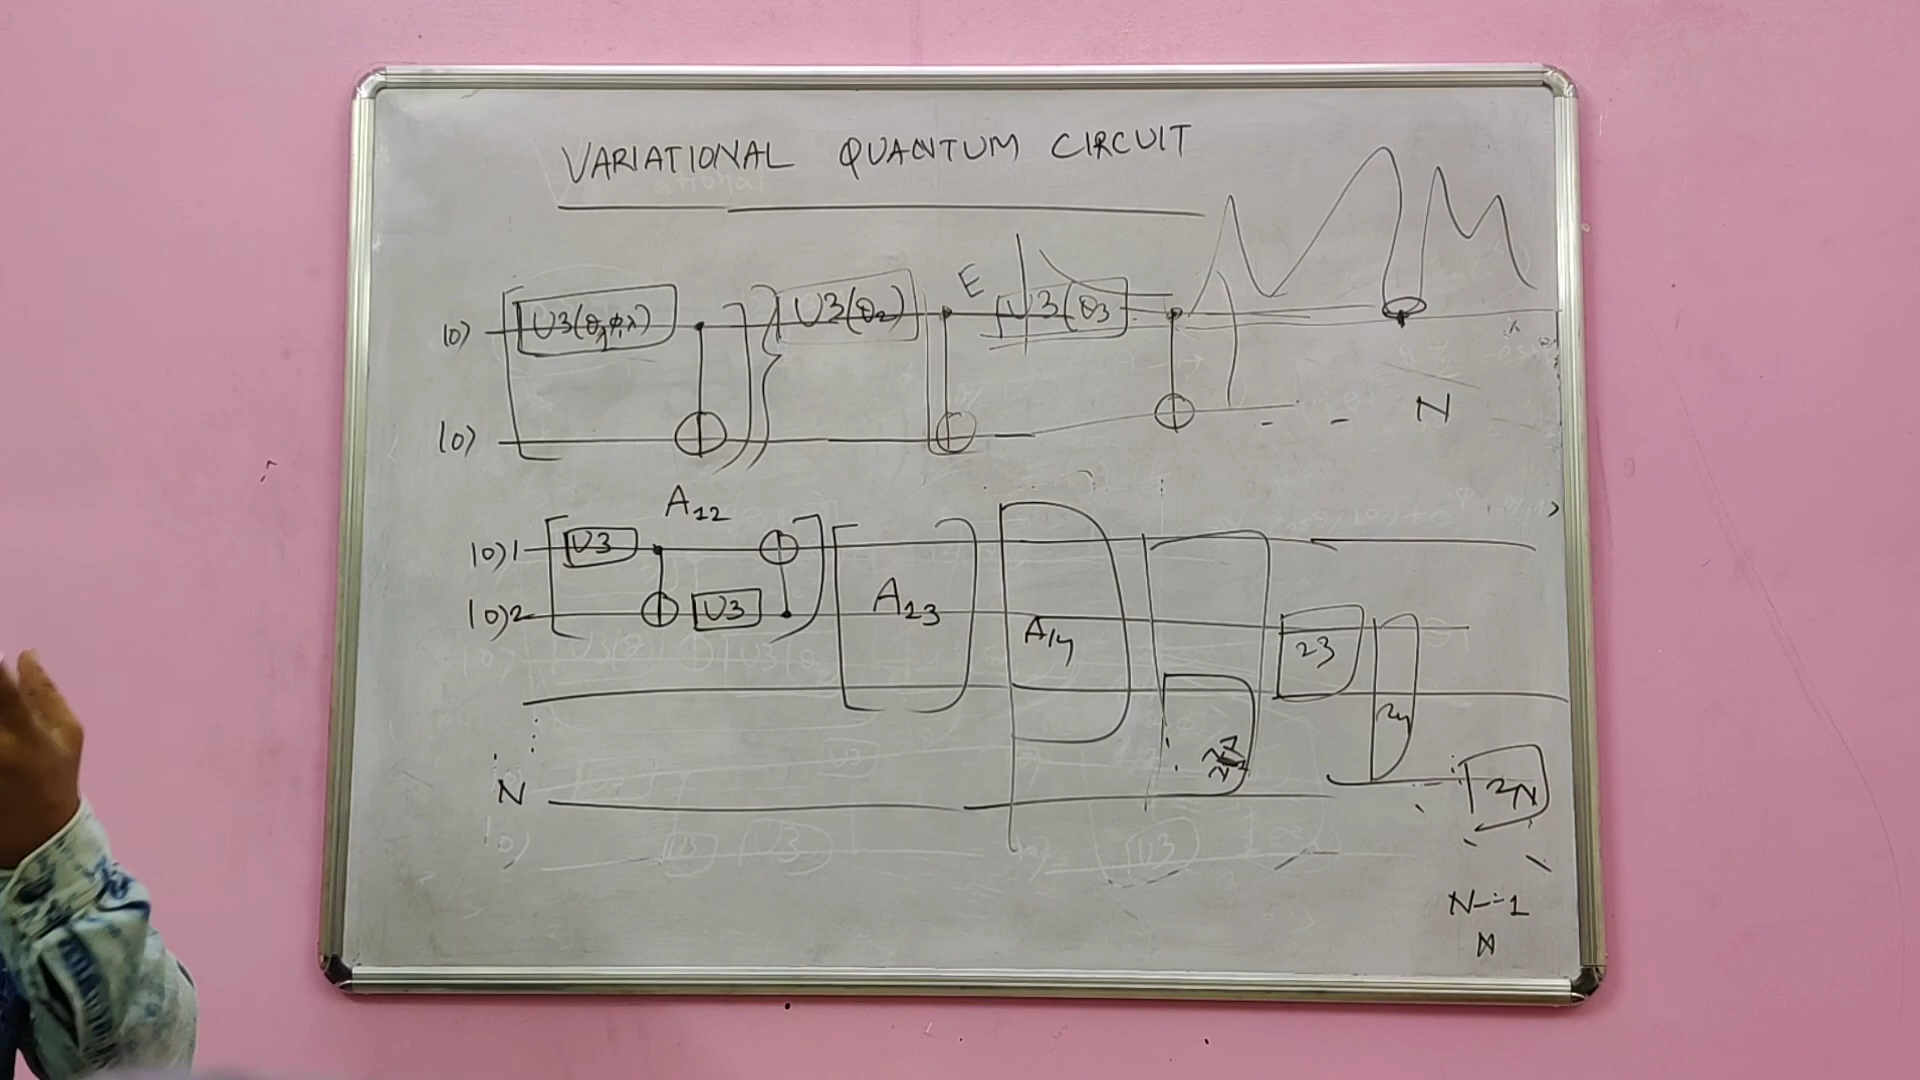 VARIATIONAL QUANTUM CIRCUIT
|0> U3(θ,φ,λ) U3(θ2) E U3(θ3
|0> N
A12
|0>1 U3
|0>2 U3 A23 A14 23
24
N 2N
N--1
N